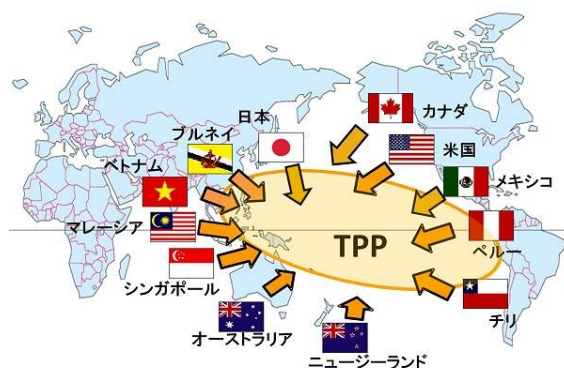 日本
カナダ
ブルネイ
米国
ベトナム
メキシコ
マレーシア
TPP
ペルー
シンガポール
チリ
オーストラリア
ニュージーランド